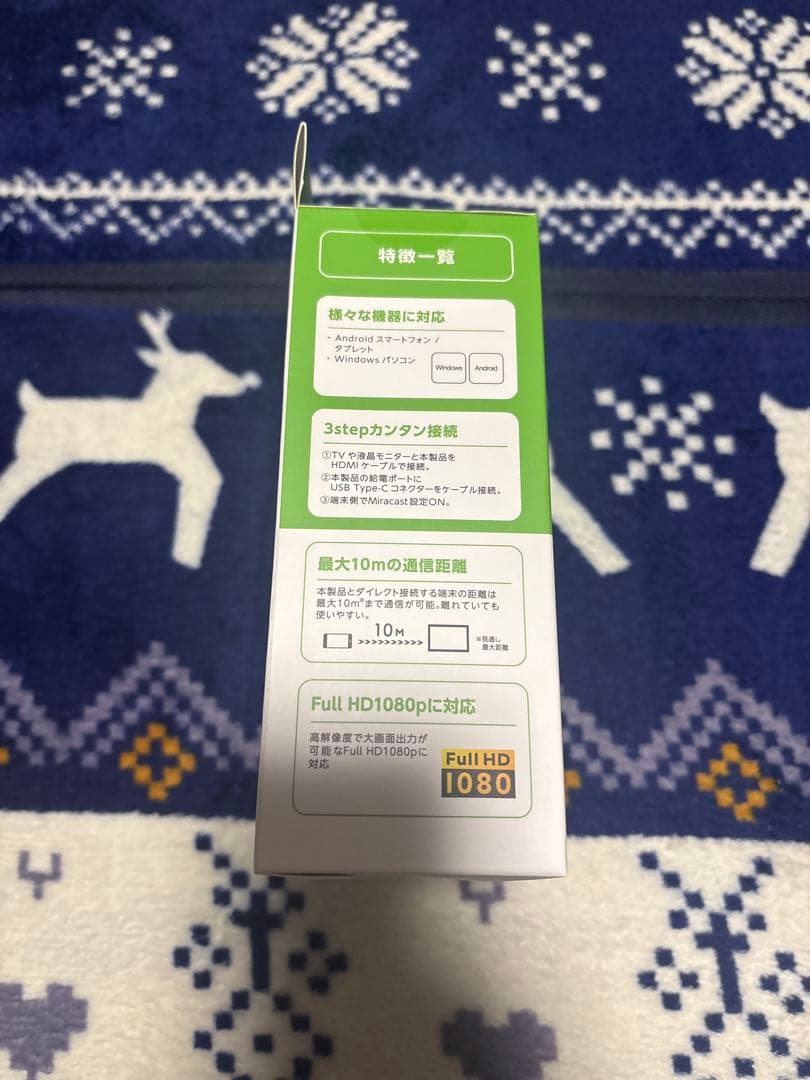 特徴一覧
様々な機器に対応
・Android スマートフォン /
タブレット
・Windows パソコン
Windows
Android
3stepカンタン接続
①TVや液晶モニターと本製品を
HDMIケーブルで接続。
②本製品の給電ポートに
USB Type-Cコネクターをケーブル接続。
③端末側でMiracast設定ON。
最大10mの通信距離
本製品とダイレクト接続する端末の距離は
最大10m※まで通信が可能。離れていても
使いやすい。
10M
>>>>>>>>>>
※見通し
最大距離
Full HD1080pに対応
高解像度で大画面出力が
可能なFull HD1080pに
対応
Full HD
1080